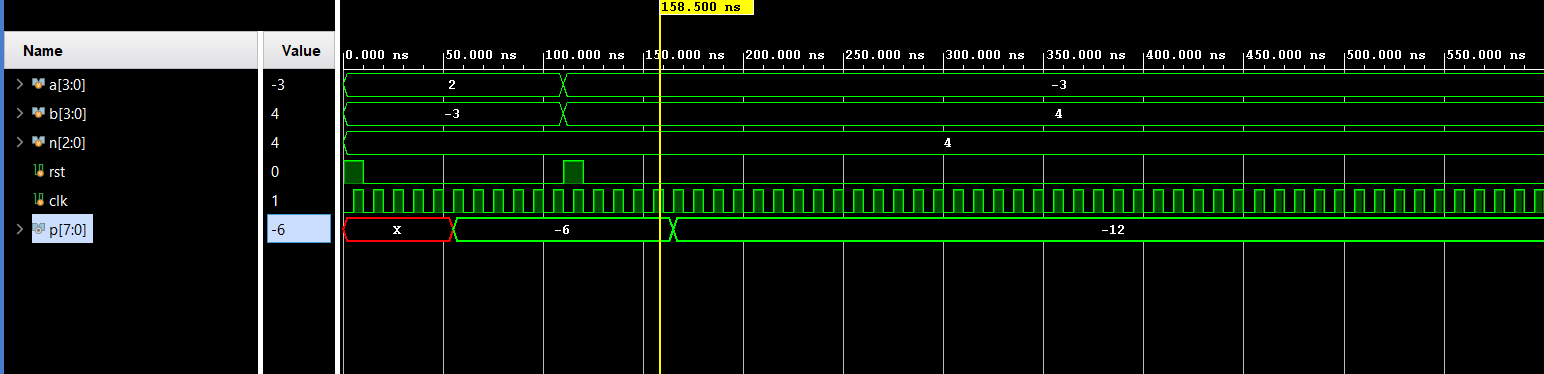 158.500 ns
Name Value
0.000 ns 50.000 ns 100.000 ns 150.000 ns 200.000 ns 250.000 ns 300.000 ns 350.000 ns 400.000 ns 450.000 ns 500.000 ns 550.000 ns
a[3:0] -3 2 -3
b[3:0] 4 -3 4
n[2:0] 4 4
rst 0
clk 1
p[7:0] -6 X -6 -12